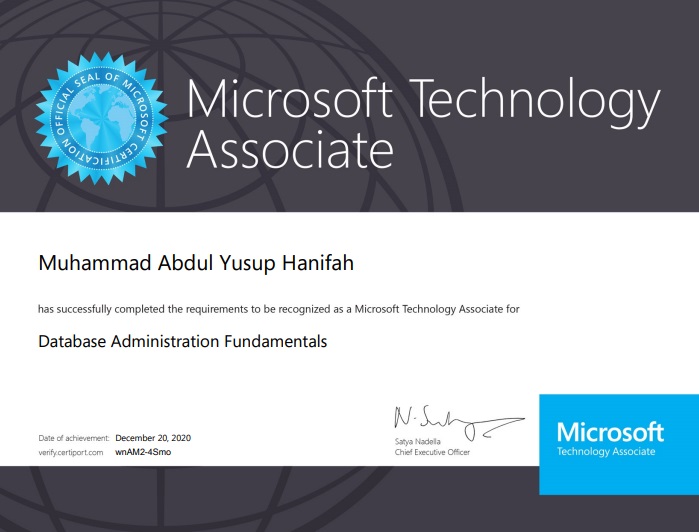 OFFICIAL SEAL OF MICROSOFT CERTIFICATION
Microsoft Technology
Associate
Muhammad Abdul Yusup Hanifah
has successfully completed the requirements to be recognized as a Microsoft Technology Associate for
Database Administration Fundamentals
Date of achievement: December 20, 2020
verify.certiport.com wnAM2-4Smo
Satya Nadella
Chief Executive Officer
Microsoft
Technology Associate